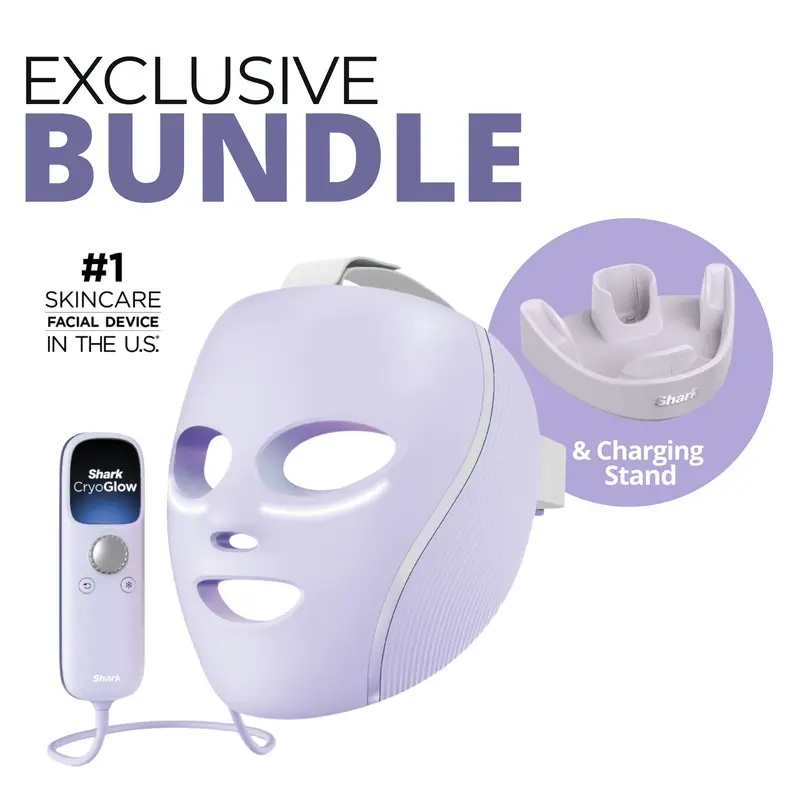 EXCLUSIVE
BUNDLE
#1
SKINCARE
FACIAL DEVICE
IN THE U.S.*
Shark
CryoGlow
Shark
Shark
& Charging
Stand